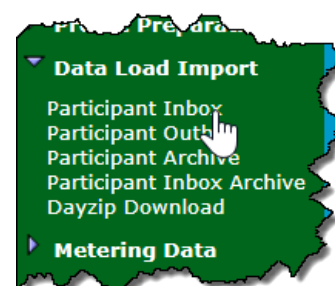 Data Load Import
Participant Inbox
Participant
Participant Archive
Participant Inbox Archive
Dayzip Download
Metering Data